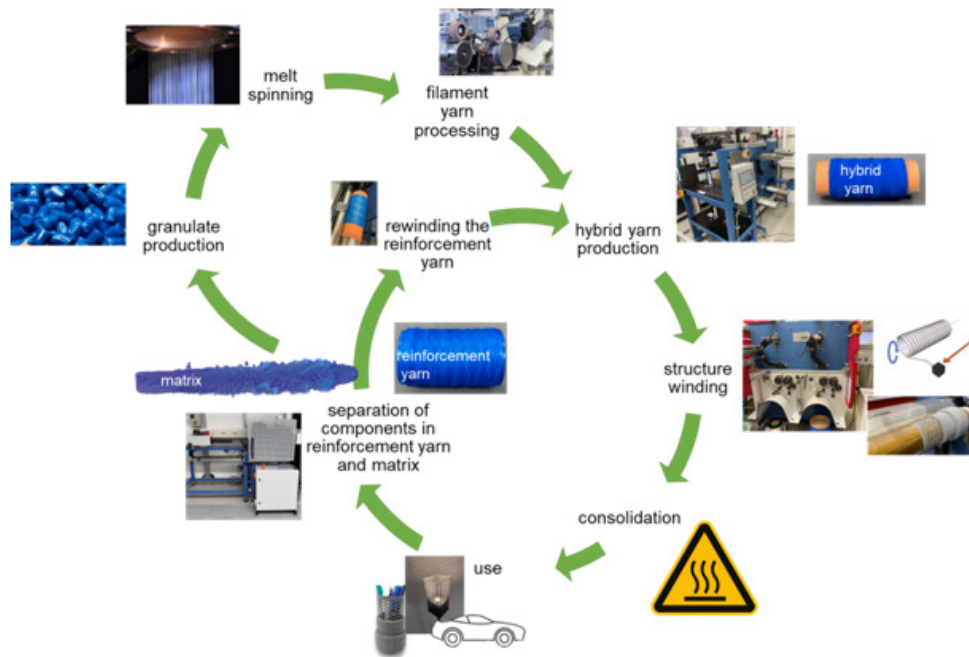 melt
spinning
filament
yarn
processing
hybrid
yarn
granulate
production
rewinding the
reinforcement
yarn
hybrid yarn
production
matrix
reinforcement
yarn
structure
winding
separation of
components in
reinforcement yarn
and matrix
consolidation
use